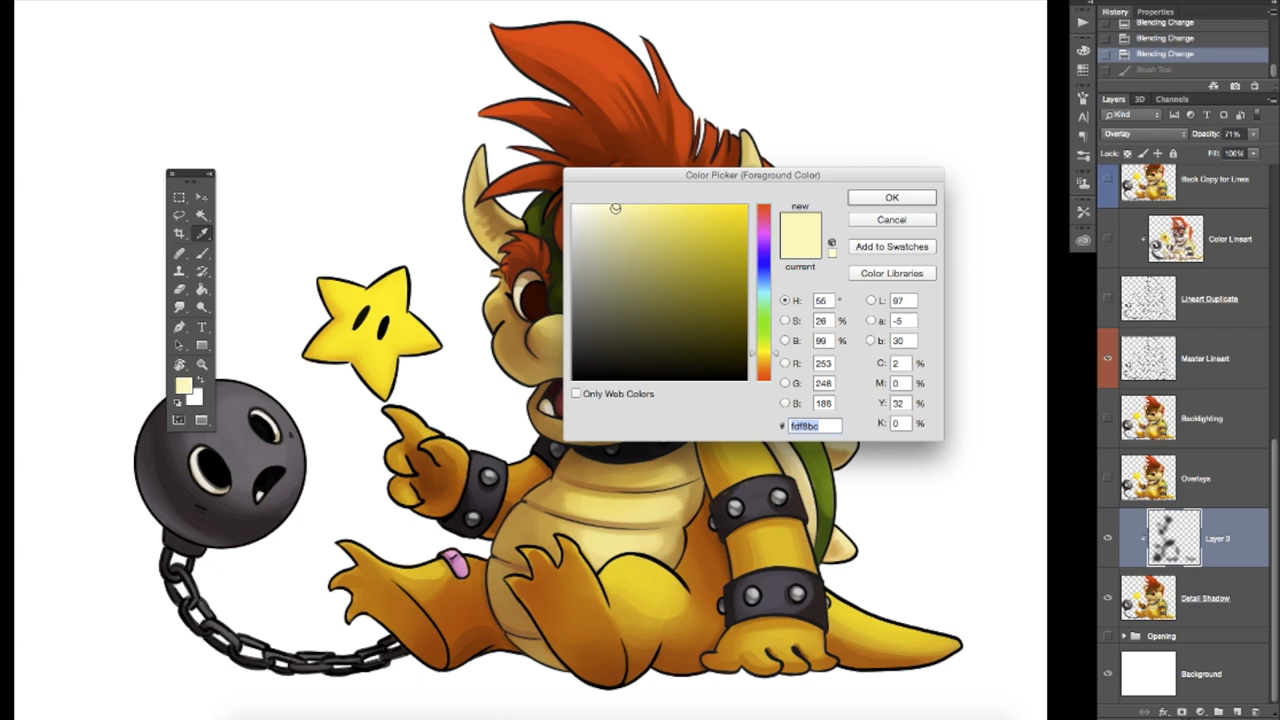 History Properties
Blending Change
Blending Change
Blending Change
Brush Tool
Layers 3D Channels
Kind
Overlay Opacity: 71%
Lock: Fill: 100%
Back Copy for Lines
Color Lineart
Lineart Duplicate
Master Lineart
Backlighting
Overlays
Layer 3
Detail Shadow
Opening
Background
Color Picker (Foreground Color)
new
current
OK
Cancel
Add to Swatches
Color Libraries
H: 55 ° L: 97
S: 26 % a: -5
B: 99 % b: 30
R: 253 C: 2 %
G: 248 M: 0 %
B: 188 Y: 32 %
# fdf8bc K: 0 %
Only Web Colors